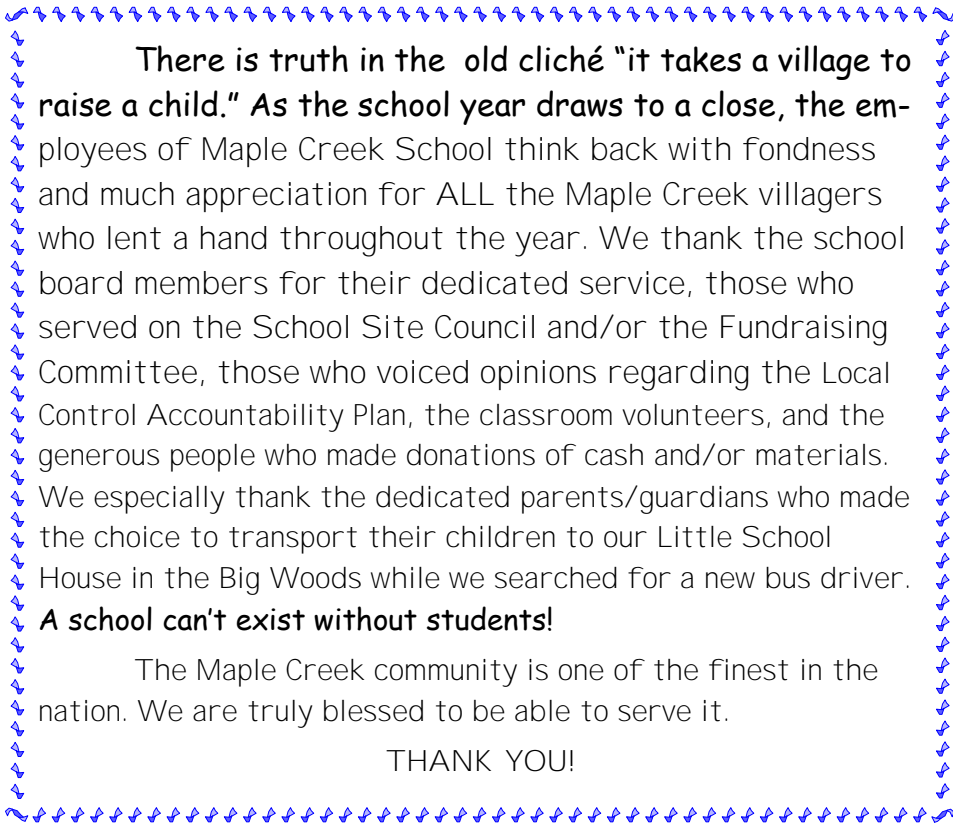 There is truth in the old cliché “it takes a village to
raise a child.” As the school year draws to a close, the em-
ployees of Maple Creek School think back with fondness
and much appreciation for ALL the Maple Creek villagers
who lent a hand throughout the year. We thank the school
board members for their dedicated service, those who
served on the School Site Council and/or the Fundraising
Committee, those who voiced opinions regarding the Local
Control Accountability Plan, the classroom volunteers, and the
generous people who made donations of cash and/or materials.
We especially thank the dedicated parents/guardians who made
the choice to transport their children to our Little School
House in the Big Woods while we searched for a new bus driver.
A school can’t exist without students!
The Maple Creek community is one of the finest in the
nation. We are truly blessed to be able to serve it.
THANK YOU!